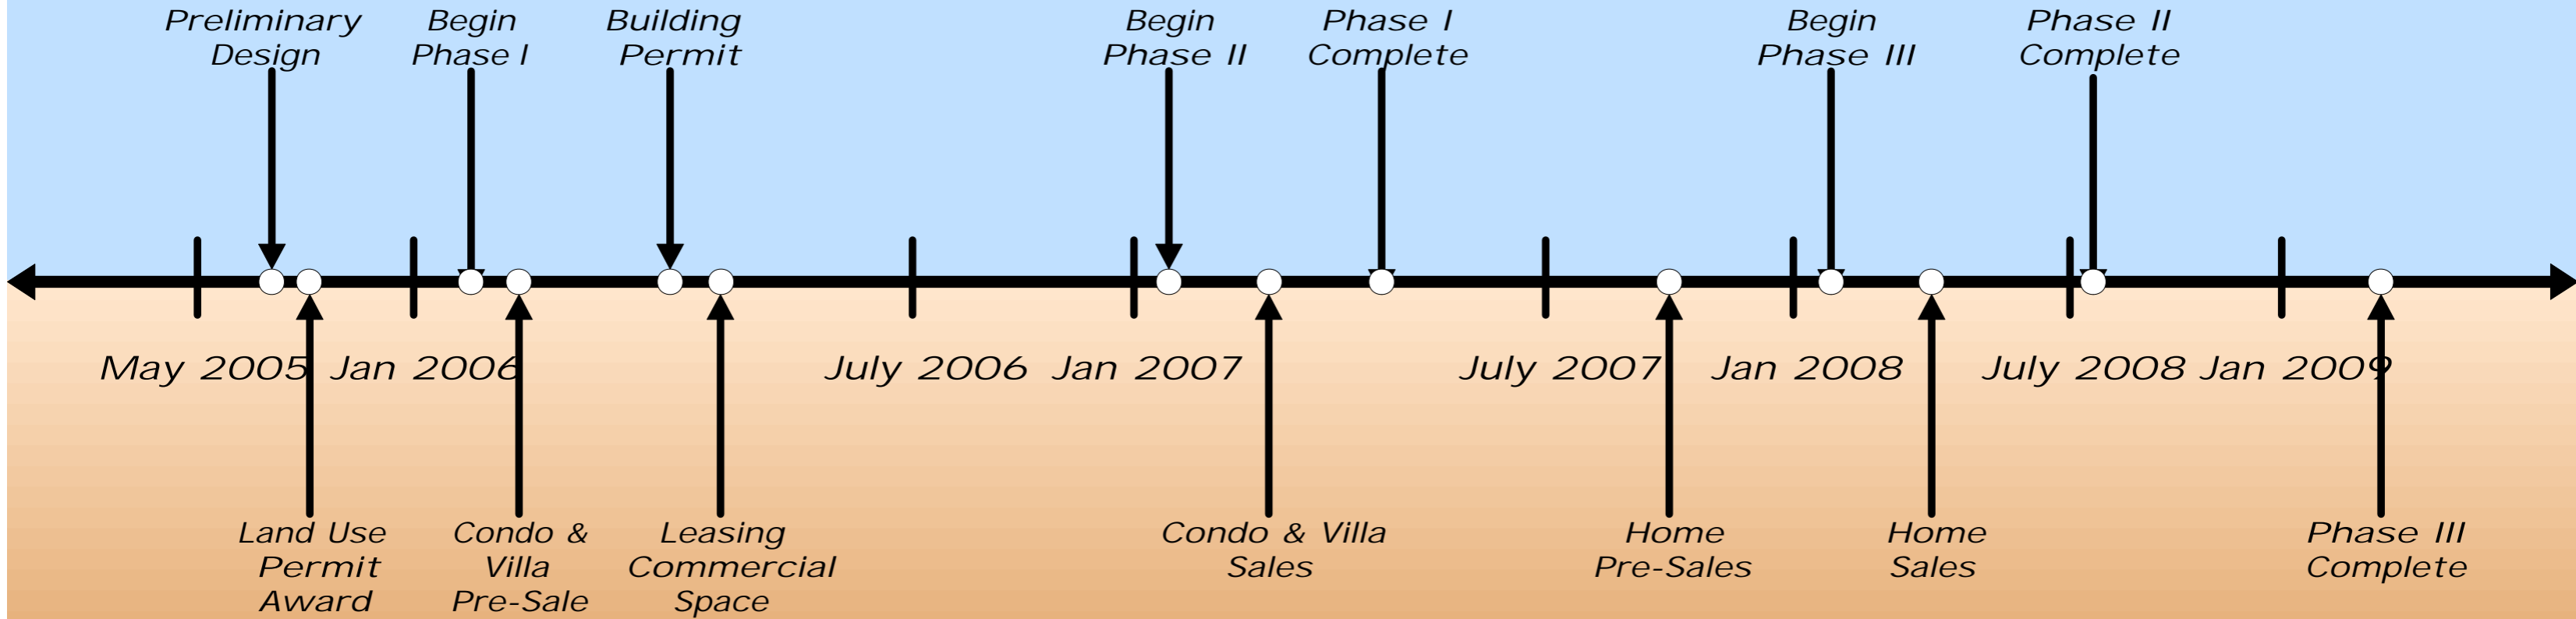 Preliminary
Design
Begin
Phase I
Building
Permit
Begin
Phase II
Phase I
Complete
Begin
Phase III
Phase II
Complete
May 2005
Jan 2006
July 2006
Jan 2007
July 2007
Jan 2008
July 2008
Jan 2009
Land Use
Permit
Award
Condo &
Villa
Pre-Sale
Leasing
Commercial
Space
Condo & Villa
Sales
Home
Pre-Sales
Home
Sales
Phase III
Complete